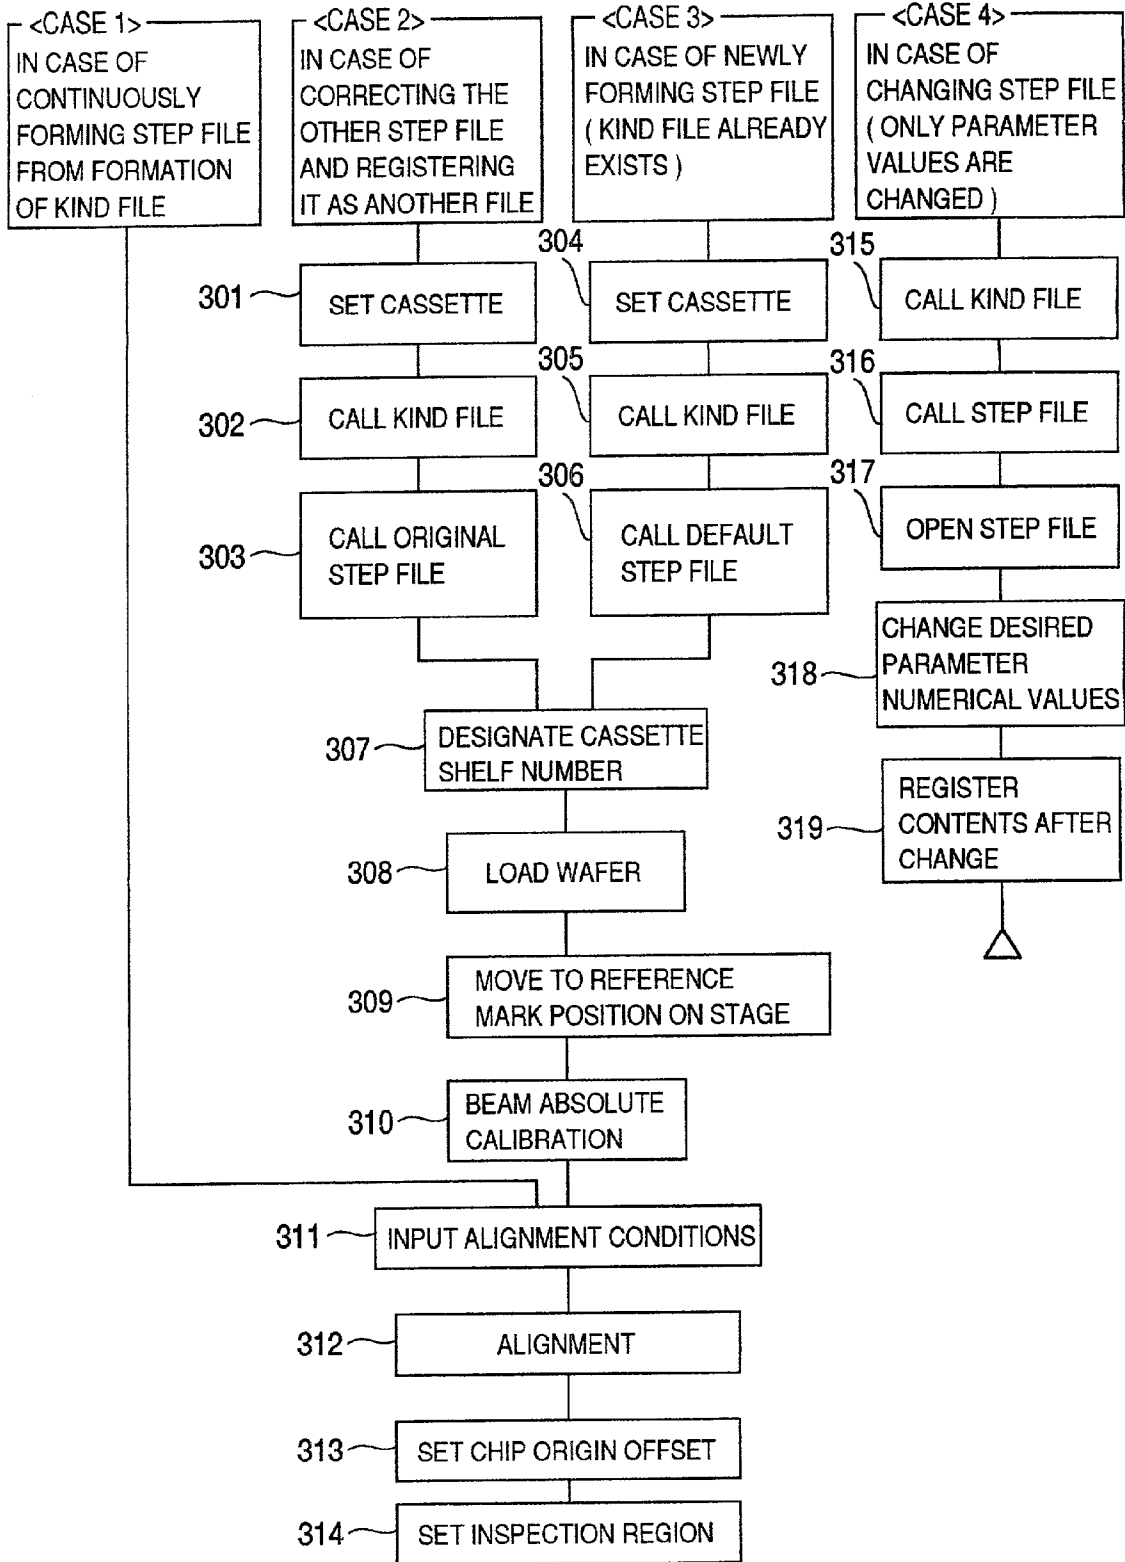 <CASE 1>
IN CASE OF
CONTINUOUSLY
FORMING STEP FILE
FROM FORMATION
OF KIND FILE
<CASE 2>
IN CASE OF
CORRECTING THE
OTHER STEP FILE
AND REGISTERING
IT AS ANOTHER FILE
<CASE 3>
IN CASE OF NEWLY
FORMING STEP FILE
( KIND FILE ALREADY
EXISTS )
<CASE 4>
IN CASE OF
CHANGING STEP FILE
( ONLY PARAMETER
VALUES ARE
CHANGED )
301
SET CASSETTE
302
CALL KIND FILE
303
CALL ORIGINAL
STEP FILE
304
SET CASSETTE
305
CALL KIND FILE
306
CALL DEFAULT
STEP FILE
315
CALL KIND FILE
316
CALL STEP FILE
317
OPEN STEP FILE
318
CHANGE DESIRED
PARAMETER
NUMERICAL VALUES
319
REGISTER
CONTENTS AFTER
CHANGE
307
DESIGNATE CASSETTE
SHELF NUMBER
308
LOAD WAFER
309
MOVE TO REFERENCE
MARK POSITION ON STAGE
310
BEAM ABSOLUTE
CALIBRATION
311
INPUT ALIGNMENT CONDITIONS
312
ALIGNMENT
313
SET CHIP ORIGIN OFFSET
314
SET INSPECTION REGION